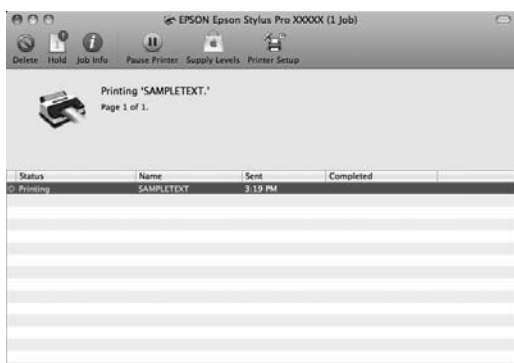 EPSON Epson Stylus Pro XXXXX (1 Job)
Delete Hold Job Info Pause Printer Supply Levels Printer Setup
Printing 'SAMPLETEXT.'
Page 1 of 1.
Status Name Sent Completed
Printing SAMPLETEXT 3:19 PM